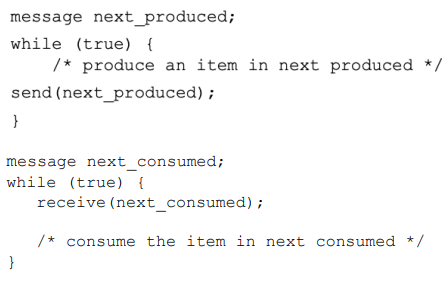 message next_produced;
while (true) {
/* produce an item in next produced */
send(next_produced);
}
message next_consumed;
while (true) {
receive(next_consumed);
/* consume the item in next consumed */
}